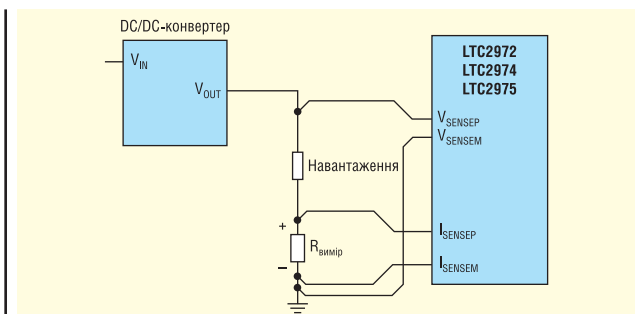 DC/DC-конвертер
V_IN
V_OUT
LTC2972
LTC2974
LTC2975
V_SENSEP
V_SENSEM
Навантаження
+
R_вимір
–
I_SENSEP
I_SENSEM